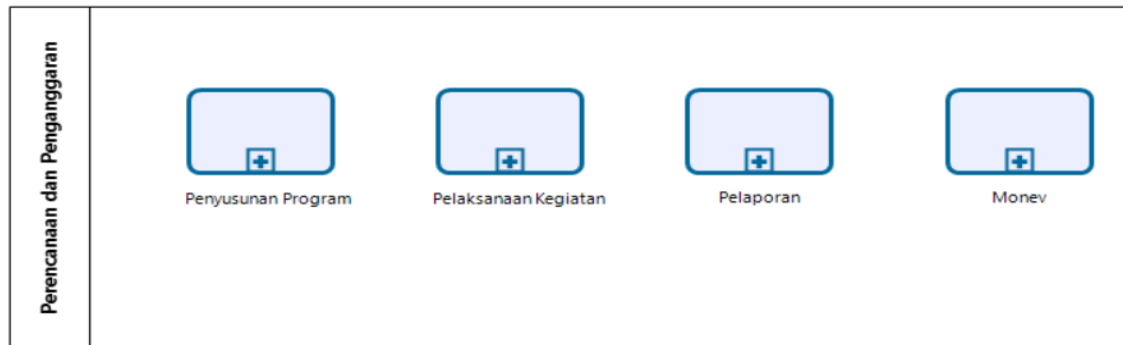 Perencanaan dan Penganggaran
Penyusunan Program
Pelaksanaan Kegiatan
Pelaporan
Monev